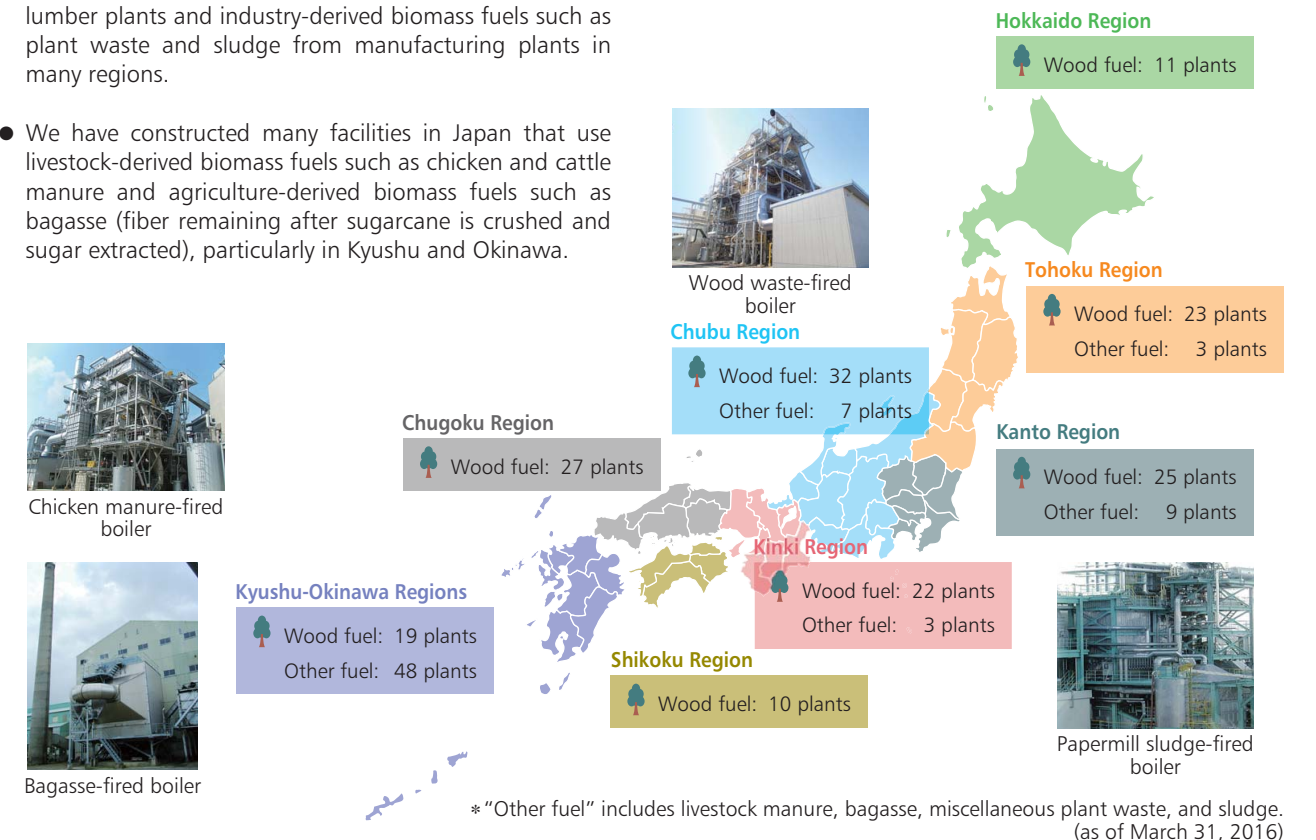 lumber plants and industry-derived biomass fuels such as
plant waste and sludge from manufacturing plants in
many regions.
● We have constructed many facilities in Japan that use
livestock-derived biomass fuels such as chicken and cattle
manure and agriculture-derived biomass fuels such as
bagasse (fiber remaining after sugarcane is crushed and
sugar extracted), particularly in Kyushu and Okinawa.
Hokkaido Region
Wood fuel: 11 plants
Wood waste-fired
boiler
Tohoku Region
Wood fuel: 23 plants
Other fuel: 3 plants
Chubu Region
Wood fuel: 32 plants
Other fuel: 7 plants
Chugoku Region
Wood fuel: 27 plants
Kanto Region
Wood fuel: 25 plants
Other fuel: 9 plants
Chicken manure-fired
boiler
Kinki Region
Wood fuel: 22 plants
Other fuel: 3 plants
Kyushu-Okinawa Regions
Wood fuel: 19 plants
Other fuel: 48 plants
Shikoku Region
Wood fuel: 10 plants
Papermill sludge-fired
boiler
Bagasse-fired boiler
* "Other fuel" includes livestock manure, bagasse, miscellaneous plant waste, and sludge.
(as of March 31, 2016)